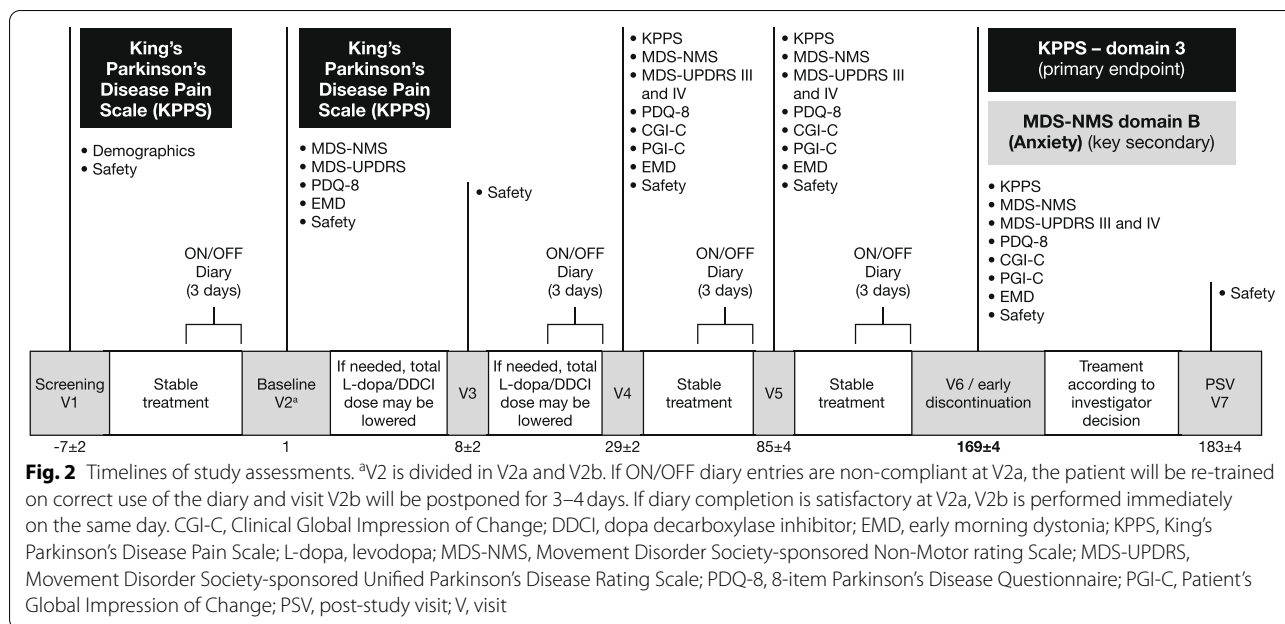 King's
Parkinson's
Disease Pain
Scale (KPPS)
• Demographics
• Safety
King's
Parkinson's
Disease Pain
Scale (KPPS)
• MDS-NMS
• MDS-UPDRS
• PDQ-8
• EMD
• Safety
• Safety
• KPPS
• MDS-NMS
• MDS-UPDRS III
and IV
• PDQ-8
• CGI-C
• PGI-C
• EMD
• Safety
• KPPS
• MDS-NMS
• MDS-UPDRS III
and IV
• PDQ-8
• CGI-C
• PGI-C
• EMD
• Safety
KPPS – domain 3
(primary endpoint)
MDS-NMS domain B
(Anxiety) (key secondary)
• KPPS
• MDS-NMS
• MDS-UPDRS III and IV
• PDQ-8
• CGI-C
• PGI-C
• EMD
• Safety
• Safety
ON/OFF
Diary
(3 days)
ON/OFF
Diary
(3 days)
ON/OFF
Diary
(3 days)
ON/OFF
Diary
(3 days)
Screening
V1
Stable
treatment
Baseline
V2ᵃ
If needed, total
L-dopa/DDCI
dose may be
lowered
V3
If needed, total
L-dopa/DDCI
dose may be
lowered
V4
Stable
treatment
V5
Stable
treatment
V6 / early
discontinuation
Treament
according to
investigator
decision
PSV
V7
-7±2
1
8±2
29±2
85±4
169±4
183±4
Fig. 2 Timelines of study assessments. ᵃV2 is divided in V2a and V2b. If ON/OFF diary entries are non-compliant at V2a, the patient will be re-trained
on correct use of the diary and visit V2b will be postponed for 3–4 days. If diary completion is satisfactory at V2a, V2b is performed immediately
on the same day. CGI-C, Clinical Global Impression of Change; DDCI, dopa decarboxylase inhibitor; EMD, early morning dystonia; KPPS, King's
Parkinson's Disease Pain Scale; L-dopa, levodopa; MDS-NMS, Movement Disorder Society-sponsored Non-Motor rating Scale; MDS-UPDRS,
Movement Disorder Society-sponsored Unified Parkinson's Disease Rating Scale; PDQ-8, 8-item Parkinson's Disease Questionnaire; PGI-C, Patient's
Global Impression of Change; PSV, post-study visit; V, visit